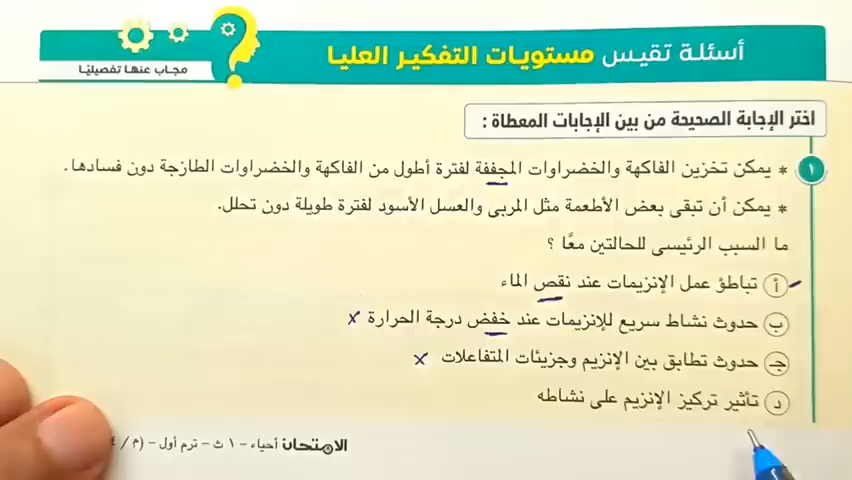 أسئلة تقيس مستويات التفكير العليا
مجاب عنها تفصيليًا
اختر الإجابة الصحيحة من بين الإجابات المعطاة :
١ * يمكن تخزين الفاكهة والخضراوات المجففة لفترة أطول من الفاكهة والخضراوات الطازجة دون فسادها.
* يمكن أن تبقى بعض الأطعمة مثل المربى والعسل الأسود لفترة طويلة دون تحلل.
ما السبب الرئيسى للحالتين معًا ؟
أ تباطؤ عمل الإنزيمات عند نقص الماء
ب حدوث نشاط سريع للإنزيمات عند خفض درجة الحرارة
جـ حدوث تطابق بين الإنزيم وجزيئات المتفاعلات
د تأثير تركيز الإنزيم على نشاطه
الامتحان أحياء - ١ ث - ترم أول - (م /